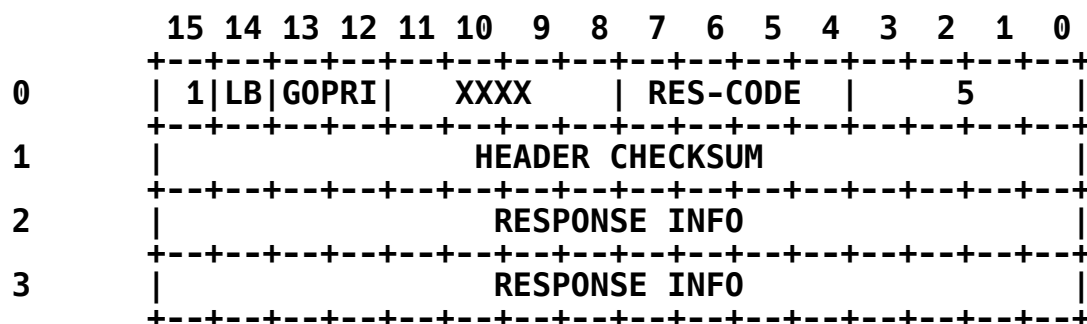 15 14 13 12 11 10 9 8 7 6 5 4 3 2 1 0
+--+--+--+--+--+--+--+--+--+--+--+--+--+--+--+--+
0 | 1|LB|GOPRI| XXXX | RES-CODE | 5 |
+--+--+--+--+--+--+--+--+--+--+--+--+--+--+--+--+
1 | HEADER CHECKSUM |
+--+--+--+--+--+--+--+--+--+--+--+--+--+--+--+--+
2 | RESPONSE INFO |
+--+--+--+--+--+--+--+--+--+--+--+--+--+--+--+--+
3 | RESPONSE INFO |
+--+--+--+--+--+--+--+--+--+--+--+--+--+--+--+--+